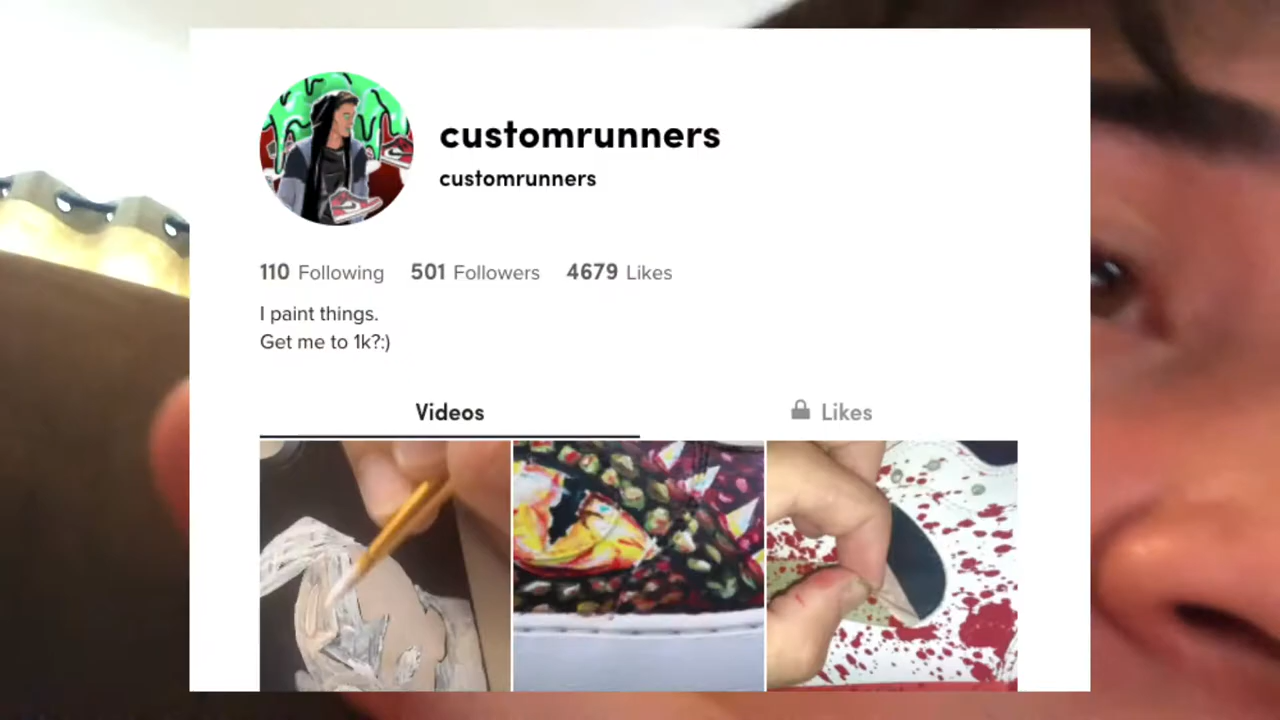 customrunners
customrunners
110 Following 501 Followers 4679 Likes
I paint things.
Get me to 1k?:)
Videos Likes